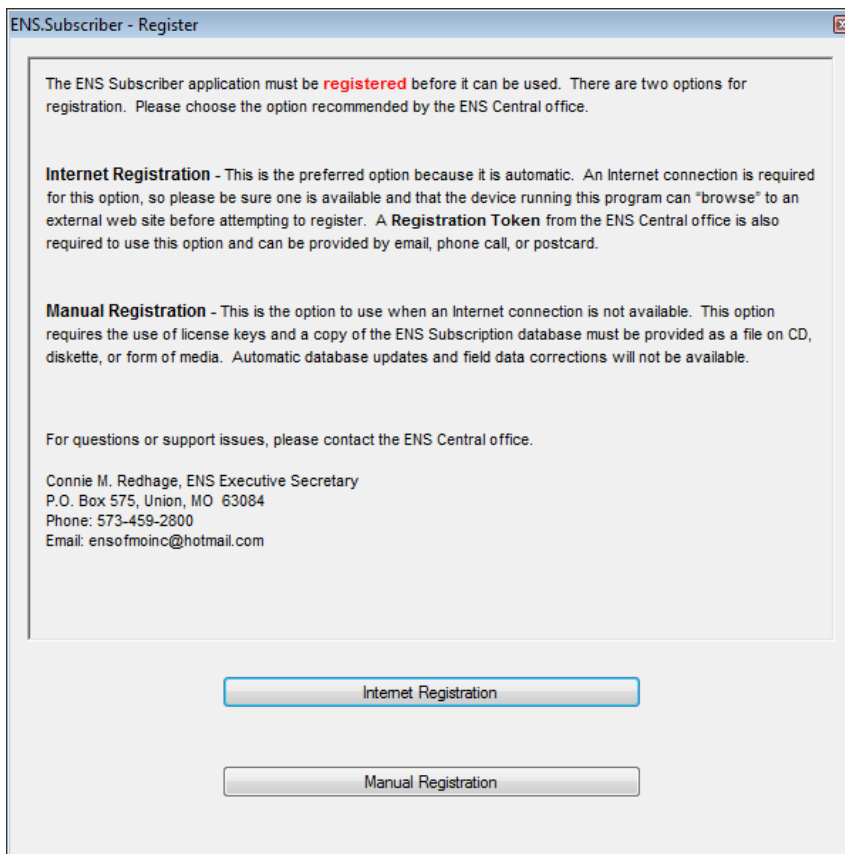 ENS.Subscriber - Register
The ENS Subscriber application must be registered before it can be used. There are two options for
registration. Please choose the option recommended by the ENS Central office.
Internet Registration - This is the preferred option because it is automatic. An Internet connection is required
for this option, so please be sure one is available and that the device running this program can "browse" to an
external web site before attempting to register. A Registration Token from the ENS Central office is also
required to use this option and can be provided by email, phone call, or postcard.
Manual Registration - This is the option to use when an Internet connection is not available. This option
requires the use of license keys and a copy of the ENS Subscription database must be provided as a file on CD,
diskette, or form of media. Automatic database updates and field data corrections will not be available.
For questions or support issues, please contact the ENS Central office.
Connie M. Redhage, ENS Executive Secretary
P.O. Box 575, Union, MO 63084
Phone: 573-459-2800
Email: ensofmoinc@hotmail.com
Internet Registration
Manual Registration